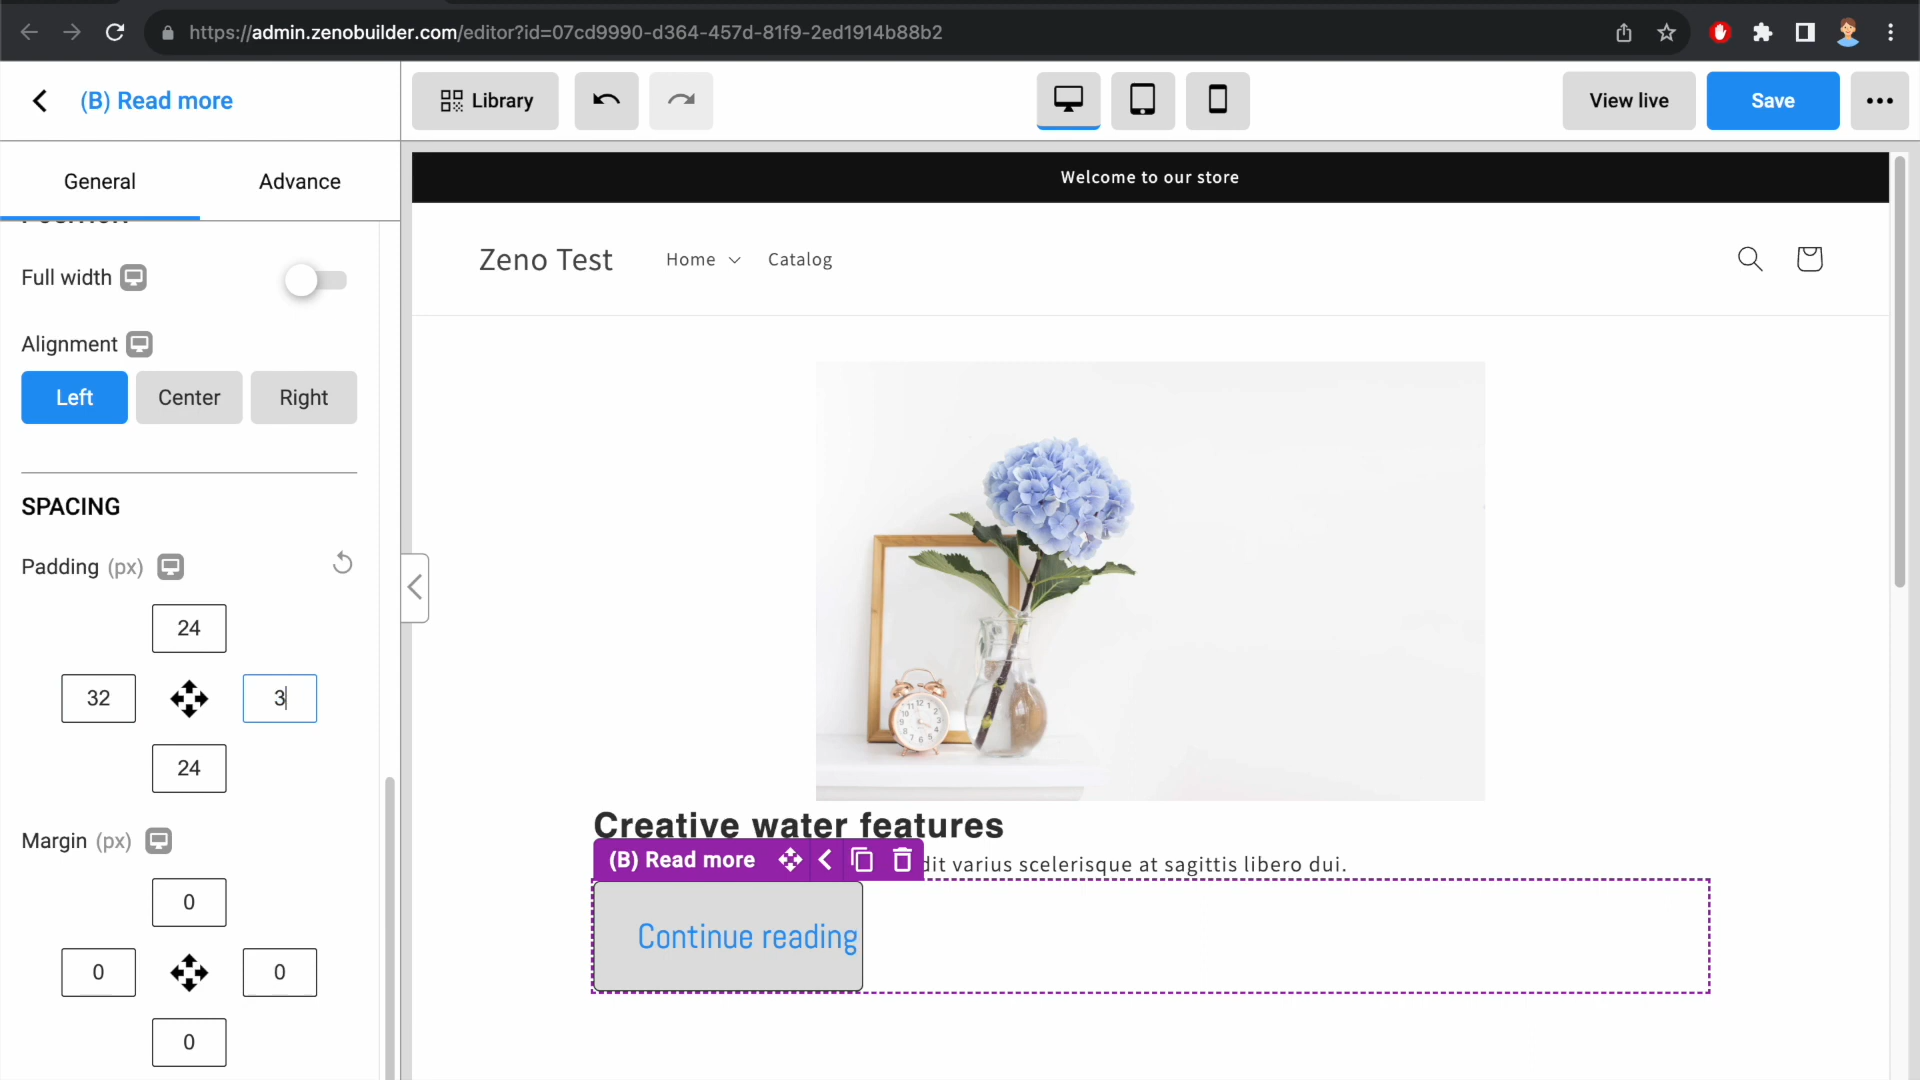 https://admin.zenobuilder.com/editor?id=07cd9990-d364-457d-81f9-2ed1914b88b2
(B) Read more
Library
View live
Save
General
Advance
Full width
Alignment
Left
Center
Right
SPACING
Padding (px)
24
32
3
24
Margin (px)
0
0
0
0
Welcome to our store
Zeno Test
Home
Catalog
Creative water features
(B) Read more
dit varius scelerisque at sagittis libero dui.
Continue reading